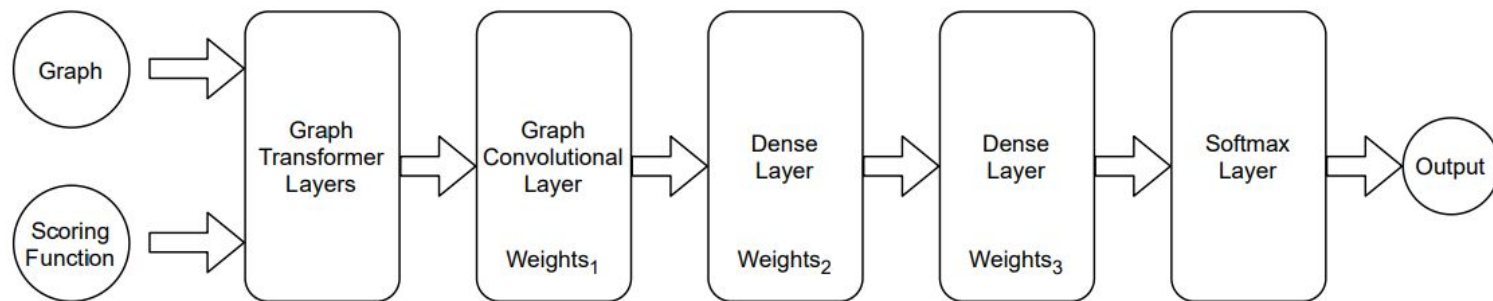 Graph
Scoring
Function
Graph
Transformer
Layers
Graph
Convolutional
Layer
Weights₁
Dense
Layer
Weights₂
Dense
Layer
Weights₃
Softmax
Layer
Output